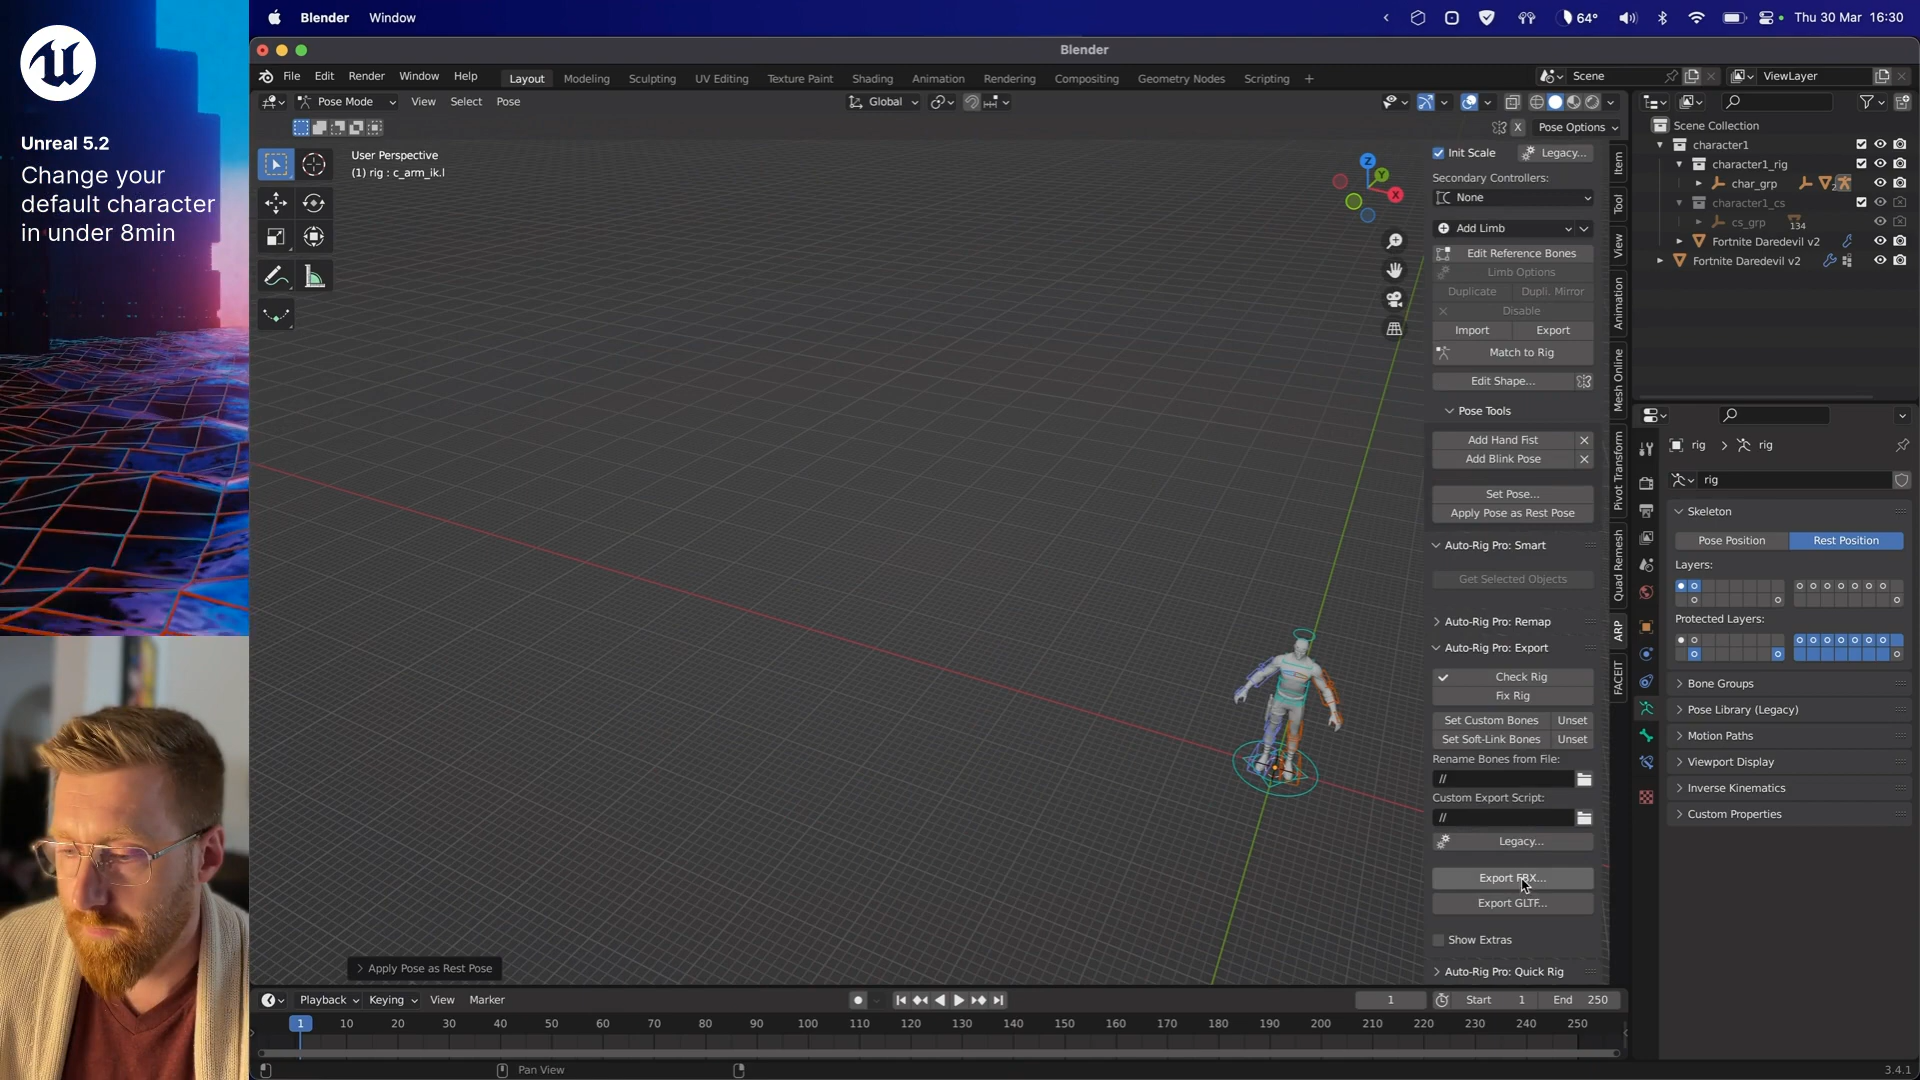 Blender
Window
64°
Thu 30 Mar 16:30
Unreal 5.2
Change your
default character
in under 8min
Blender
File
Edit
Render
Window
Help
Layout
Modeling
Sculpting
UV Editing
Texture Paint
Shading
Animation
Rendering
Compositing
Geometry Nodes
Scripting
Scene
ViewLayer
Pose Mode
View
Select
Pose
Global
X
Pose Options
User Perspective
(1) rig : c_arm_ik.l
Z
Y
X
Init Scale
Legacy...
Secondary Controllers:
None
Add Limb
Edit Reference Bones
Limb Options
Duplicate
Dupli. Mirror
Disable
Import
Export
Match to Rig
Edit Shape...
Pose Tools
Add Hand Fist
Add Blink Pose
Set Pose...
Apply Pose as Rest Pose
Auto-Rig Pro: Smart
Get Selected Objects
Auto-Rig Pro: Remap
Auto-Rig Pro: Export
Check Rig
Fix Rig
Set Custom Bones
Unset
Set Soft-Link Bones
Unset
Rename Bones from File:
//
Custom Export Script:
//
Legacy...
Export FBX...
Export GLTF...
Show Extras
Auto-Rig Pro: Quick Rig
Item
Tool
View
Animation
Mesh Online
Pivot Transform
Quad Remesh
ARP
FACEIT
Scene Collection
character1
character1_rig
char_grp
2
character1_cs
cs_grp
134
Fortnite Daredevil v2
Fortnite Daredevil v2
rig
rig
rig
Skeleton
Pose Position
Rest Position
Layers:
Protected Layers:
Bone Groups
Pose Library (Legacy)
Motion Paths
Viewport Display
Inverse Kinematics
Custom Properties
Apply Pose as Rest Pose
Playback
Keying
View
Marker
1
Start 1
End 250
1 10 20 30 40 50 60 70 80 90 100 110 120 130 140 150 160 170 180 190 200 210 220 230 240 250
Pan View
3.4.1